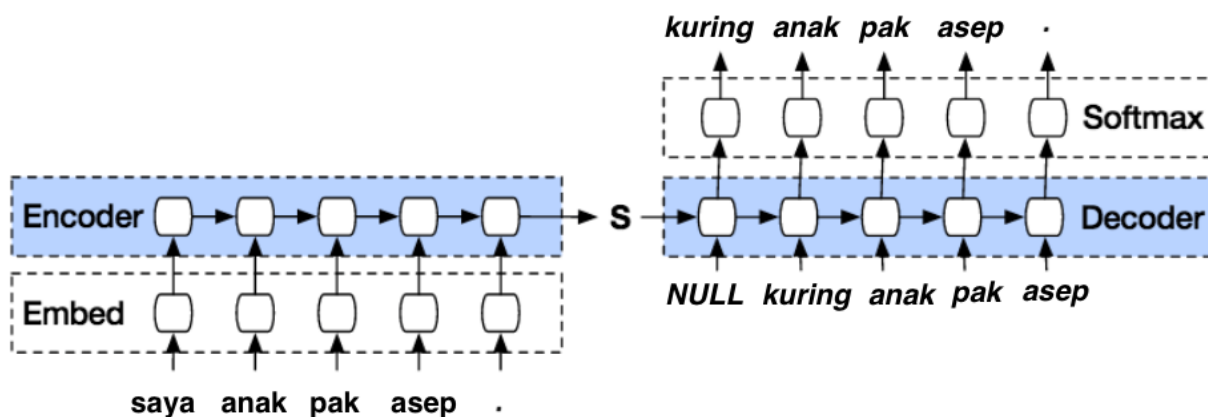 kuring anak pak asep .
Softmax
Encoder
S
Decoder
NULL kuring anak pak asep
Embed
saya anak pak asep .